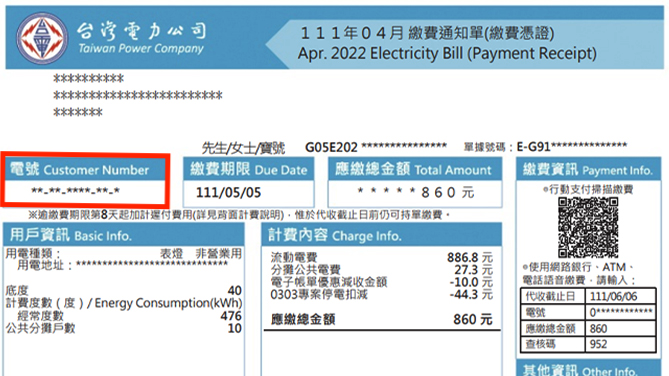 台灣電力公司
Taiwan Power Company
111年04月 繳費通知單(繳費憑證)
Apr. 2022 Electricity Bill (Payment Receipt)
**********
************************
*******
先生/女士/寶號 G05E202 *************** 單據號碼：E-G91**************
電號 Customer Number
**-**-****-**-*
繳費期限 Due Date
111/05/05
應繳總金額 Total Amount
*****860 元
※逾繳費期限第8天起加計遲付費用(詳見背面計費說明)，惟於代收截止日前仍可持單繳費。
用戶資訊 Basic Info.
用電種類： 表燈 非營業用
用電地址：**********************
底度 40
計費度數（度）/ Energy Consumption(kWh)
經常度數 476
公共分攤戶數 10
計費內容 Charge Info.
流動電費 886.8 元
分攤公共電費 27.3 元
電子帳單優惠減收金額 -10.0 元
0303專案停電扣減 -44.3 元
應繳總金額 860 元
繳費資訊 Payment Info.
行動支付掃描繳費
使用網路銀行、ATM、
電話語音繳費，請輸入：
代收截止日 111/06/06
電號 0************
應繳總金額 860
查核碼 952
其他資訊 Other Info.